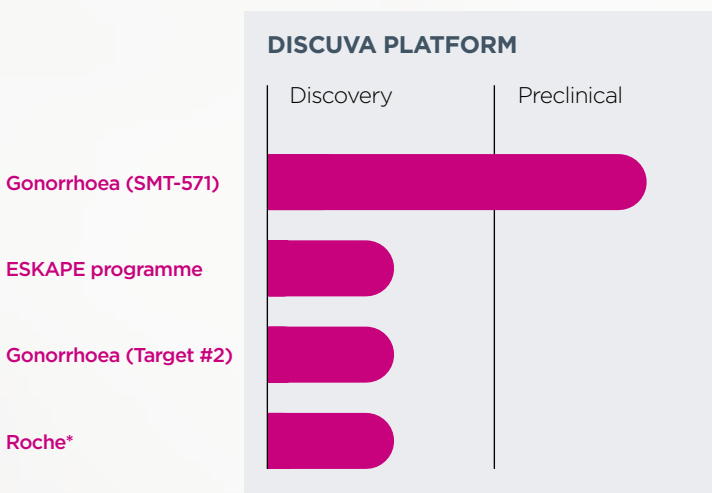 DISCUVA PLATFORM
Discovery
Preclinical
Gonorrhoea (SMT-571)
ESKAPE programme
Gonorrhoea (Target #2)
Roche*